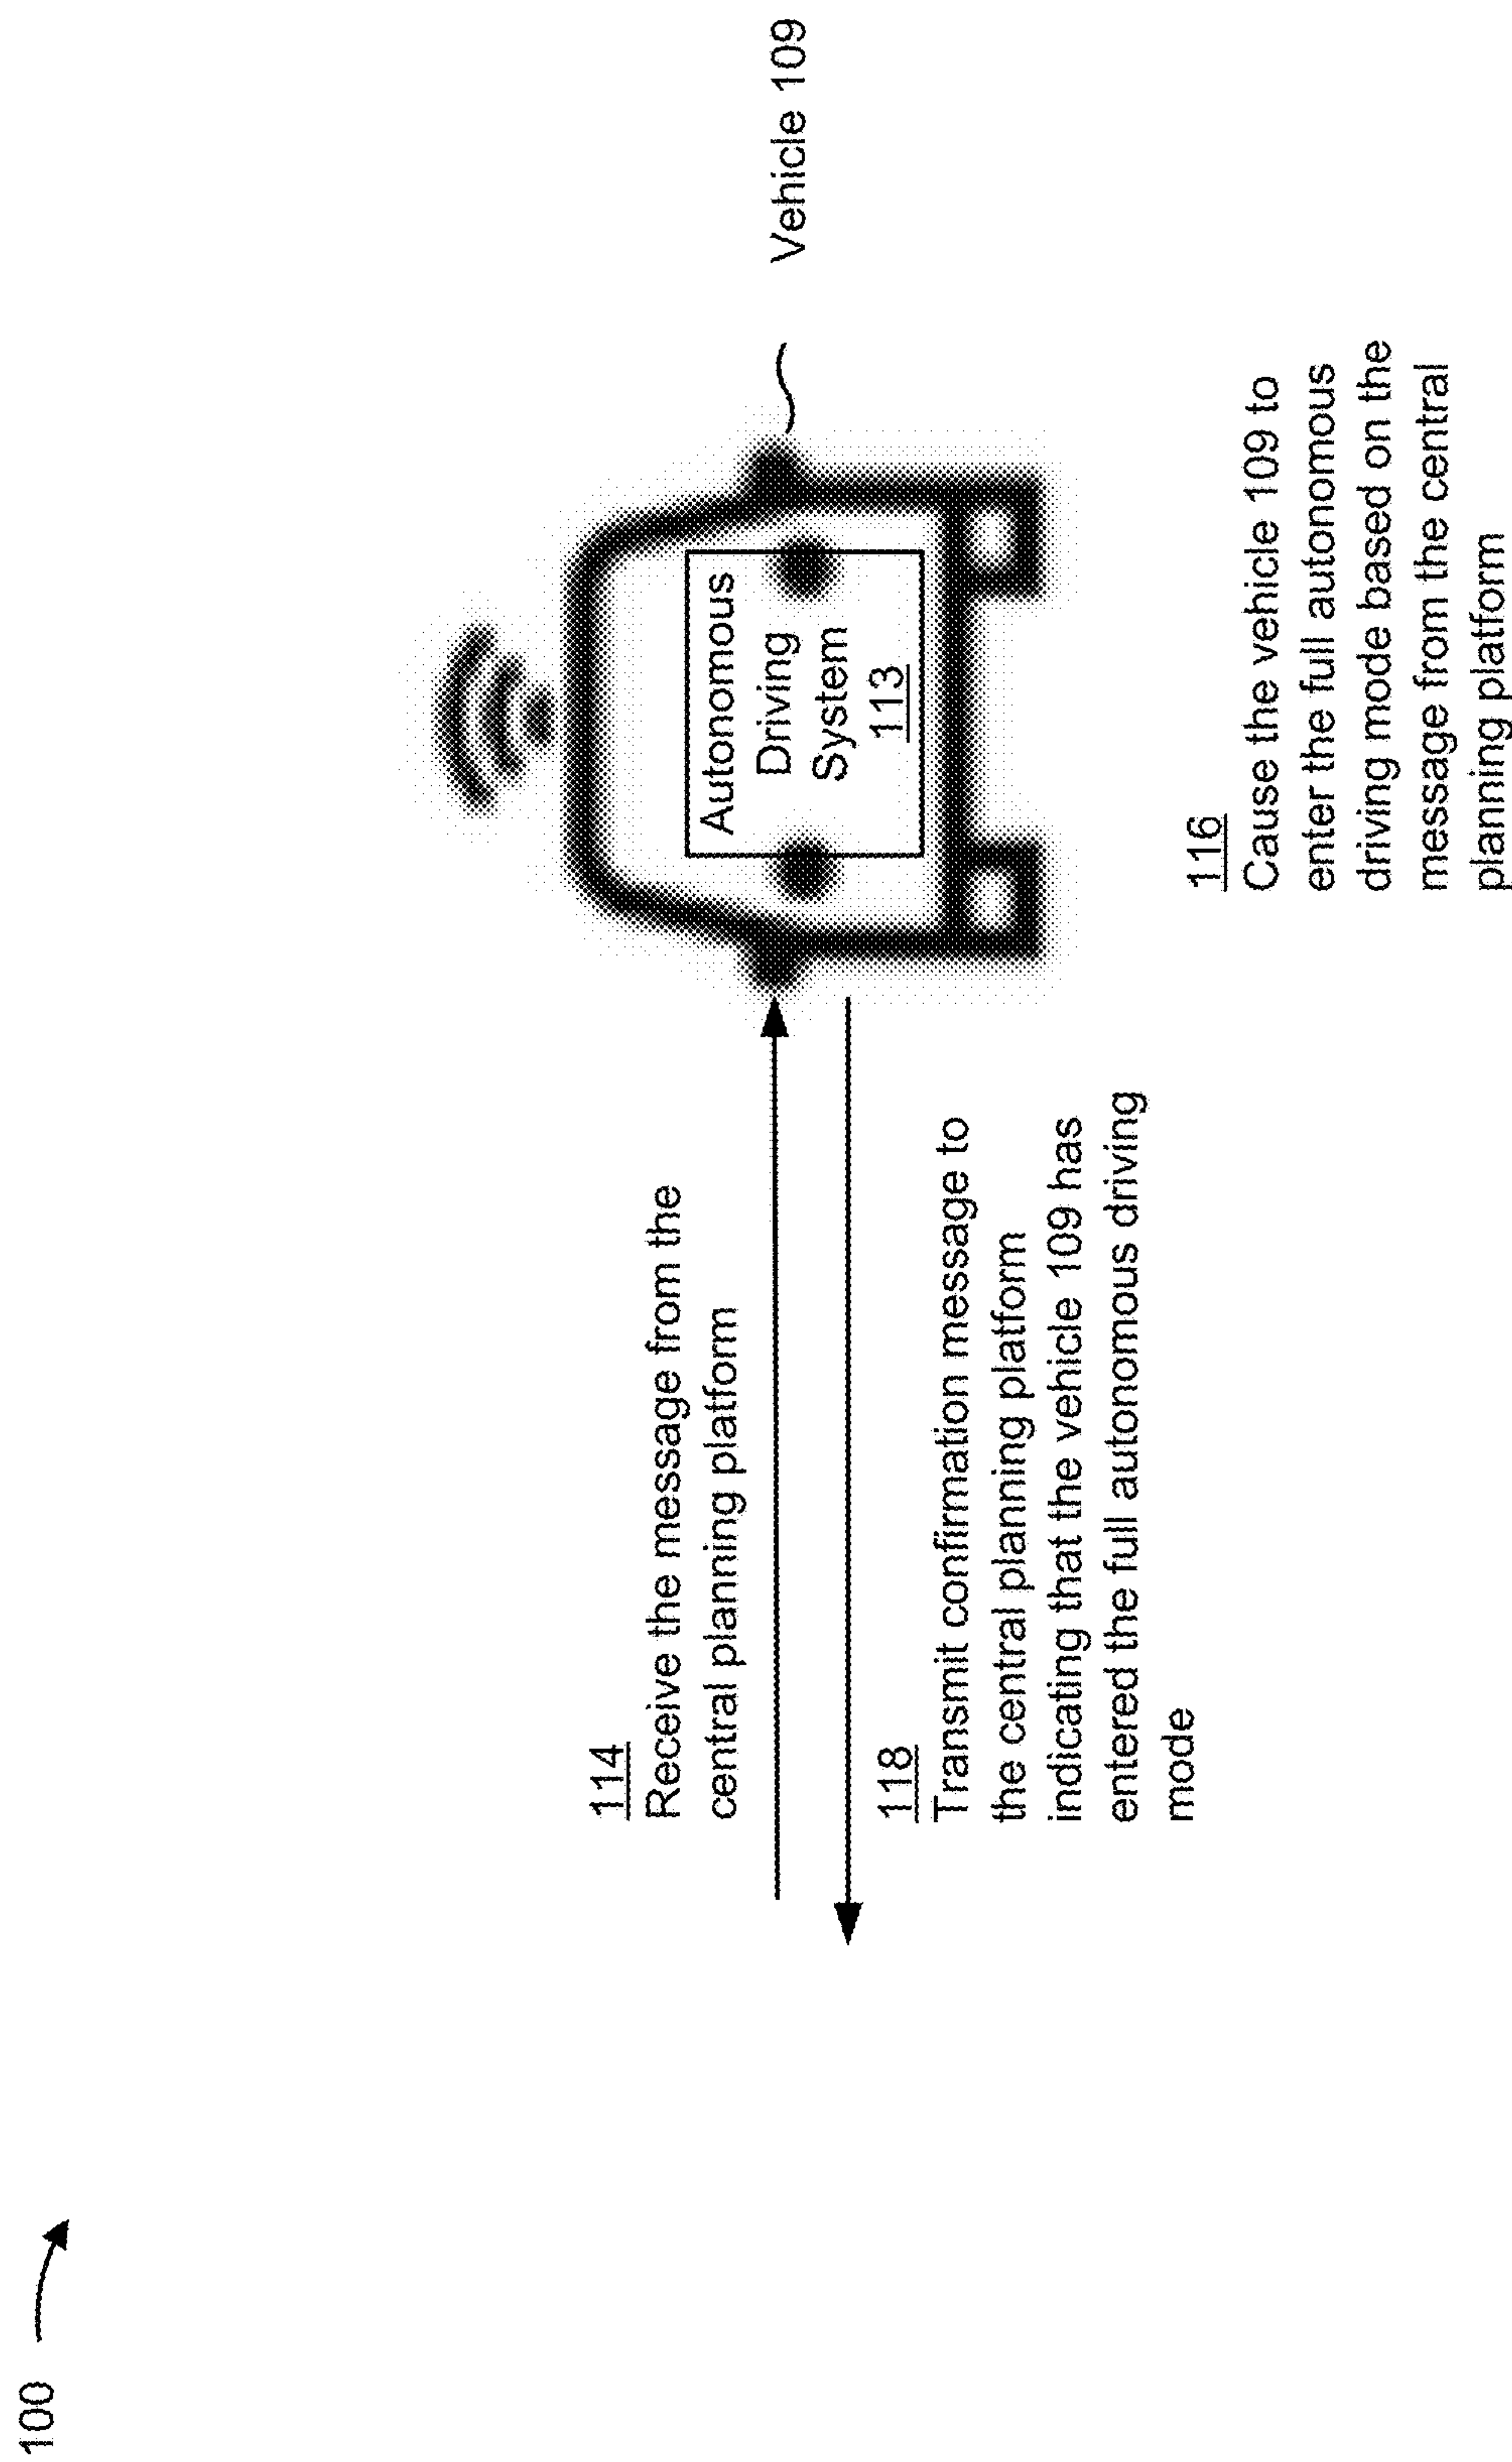 100
114
Receive the message from the
central planning platform
118
Transmit confirmation message to
the central planning platform
indicating that the vehicle 109 has
entered the full autonomous driving
mode
Autonomous
Driving
System
113
Vehicle 109
116
Cause the vehicle 109 to
enter the full autonomous
driving mode based on the
message from the central
planning platform